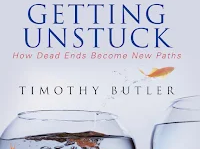 GETTING
UNSTUCK
How Dead Ends Become New Paths
TIMOTHY BUTLER